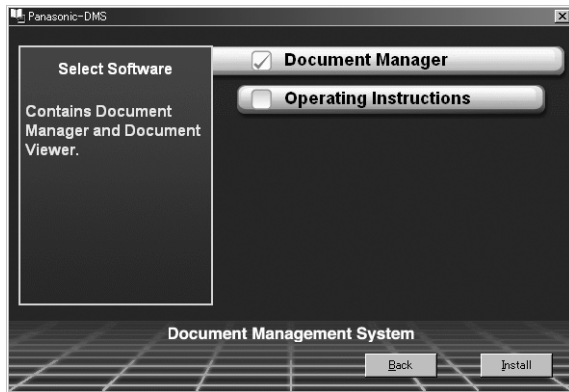 Panasonic-DMS
Select Software
Contains Document
Manager and Document
Viewer.
Document Manager
Operating Instructions
Document Management System
Back
Install